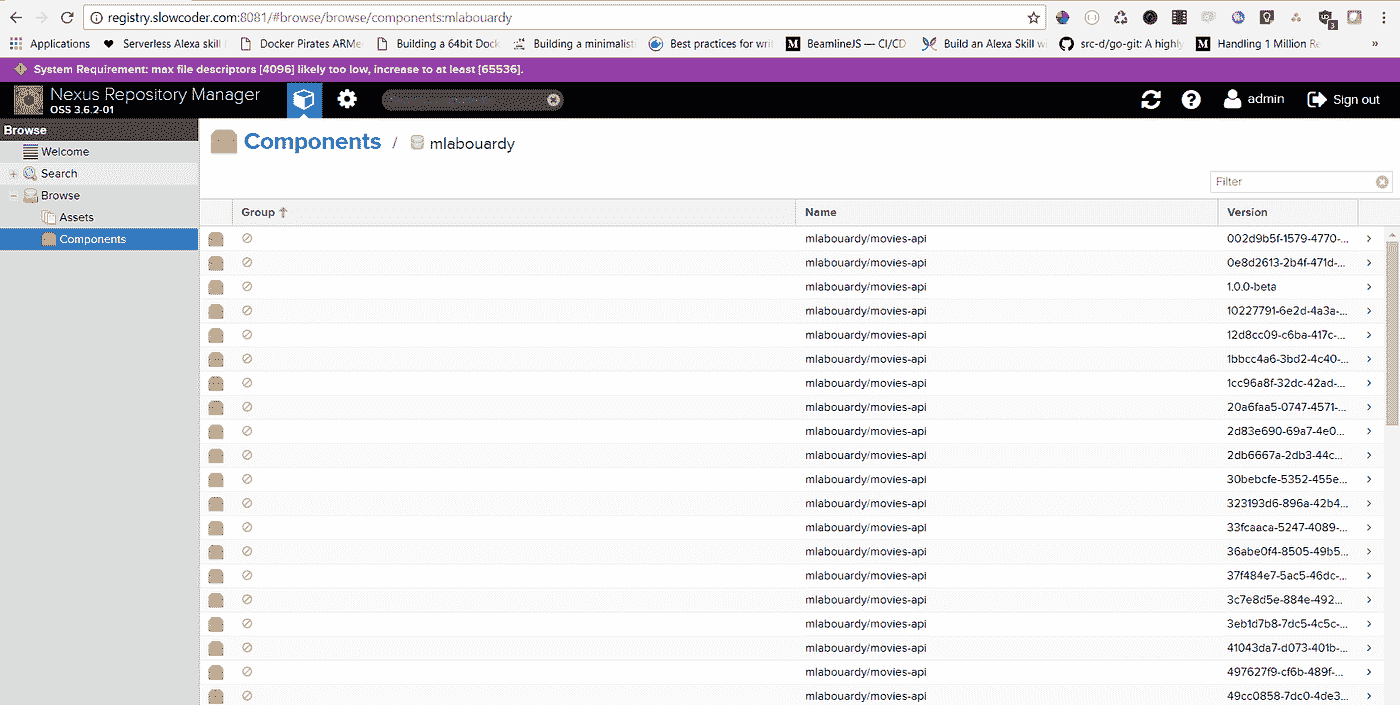 registry.slowcoder.com:8081/#browse/browse/components:mlabouardy
3
Applications Serverless Alexa skill Docker Pirates ARMe Building a 64bit Dock Building a minimalist Best practices for wri BeamlineJS — CI/CD Build an Alexa Skill w src-d/go-git: A highly Handling 1 Million Re »
System Requirement: max file descriptors [4096] likely too low, increase to at least [65536].
Nexus Repository Manager
OSS 3.6.2-01
admin Sign out
Browse
Welcome
Search
Browse
Assets
Components
Components / mlabouardy
Filter
Group Name Version
mlabouardy/movies-api 002d9b5f-1579-4770-...
mlabouardy/movies-api 0e8d2613-2b4f-471d-...
mlabouardy/movies-api 1.0.0-beta
mlabouardy/movies-api 10227791-6e2d-4a3a-...
mlabouardy/movies-api 12d8cc09-c6ba-417c-...
mlabouardy/movies-api 1bbcc4a6-3bd2-4c40-...
mlabouardy/movies-api 1cc96a8f-32dc-42ad-...
mlabouardy/movies-api 20a6faa5-0747-4571-...
mlabouardy/movies-api 2d83e690-69a7-4e0...
mlabouardy/movies-api 2db6667a-2db3-44c...
mlabouardy/movies-api 30bebcfe-5352-455e...
mlabouardy/movies-api 323193d6-896a-42b4...
mlabouardy/movies-api 33fcaaca-5247-4089-...
mlabouardy/movies-api 36abe0f4-8505-49b5...
mlabouardy/movies-api 37f484e7-5ac5-46dc-...
mlabouardy/movies-api 3c7e8d5e-884e-492...
mlabouardy/movies-api 3eb1d7b8-7dc5-4c5c-...
mlabouardy/movies-api 41043da7-d073-401b-...
mlabouardy/movies-api 497627f9-cf6b-489f-...
mlabouardy/movies-api 49cc0858-7dc0-4de3...